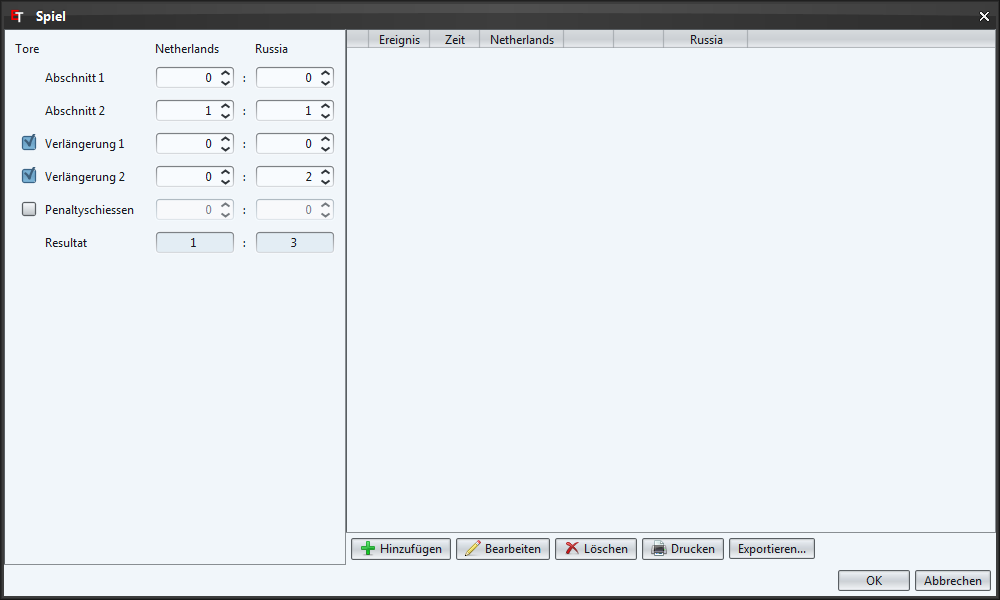 ET Spiel
Tore Netherlands Russia
Abschnitt 1 0 : 0
Abschnitt 2 1 : 1
Verlängerung 1 0 : 0
Verlängerung 2 0 : 2
Penaltyschiessen 0 : 0
Resultat 1 : 3
Ereignis Zeit Netherlands Russia
Hinzufügen Bearbeiten Löschen Drucken Exportieren...
OK Abbrechen